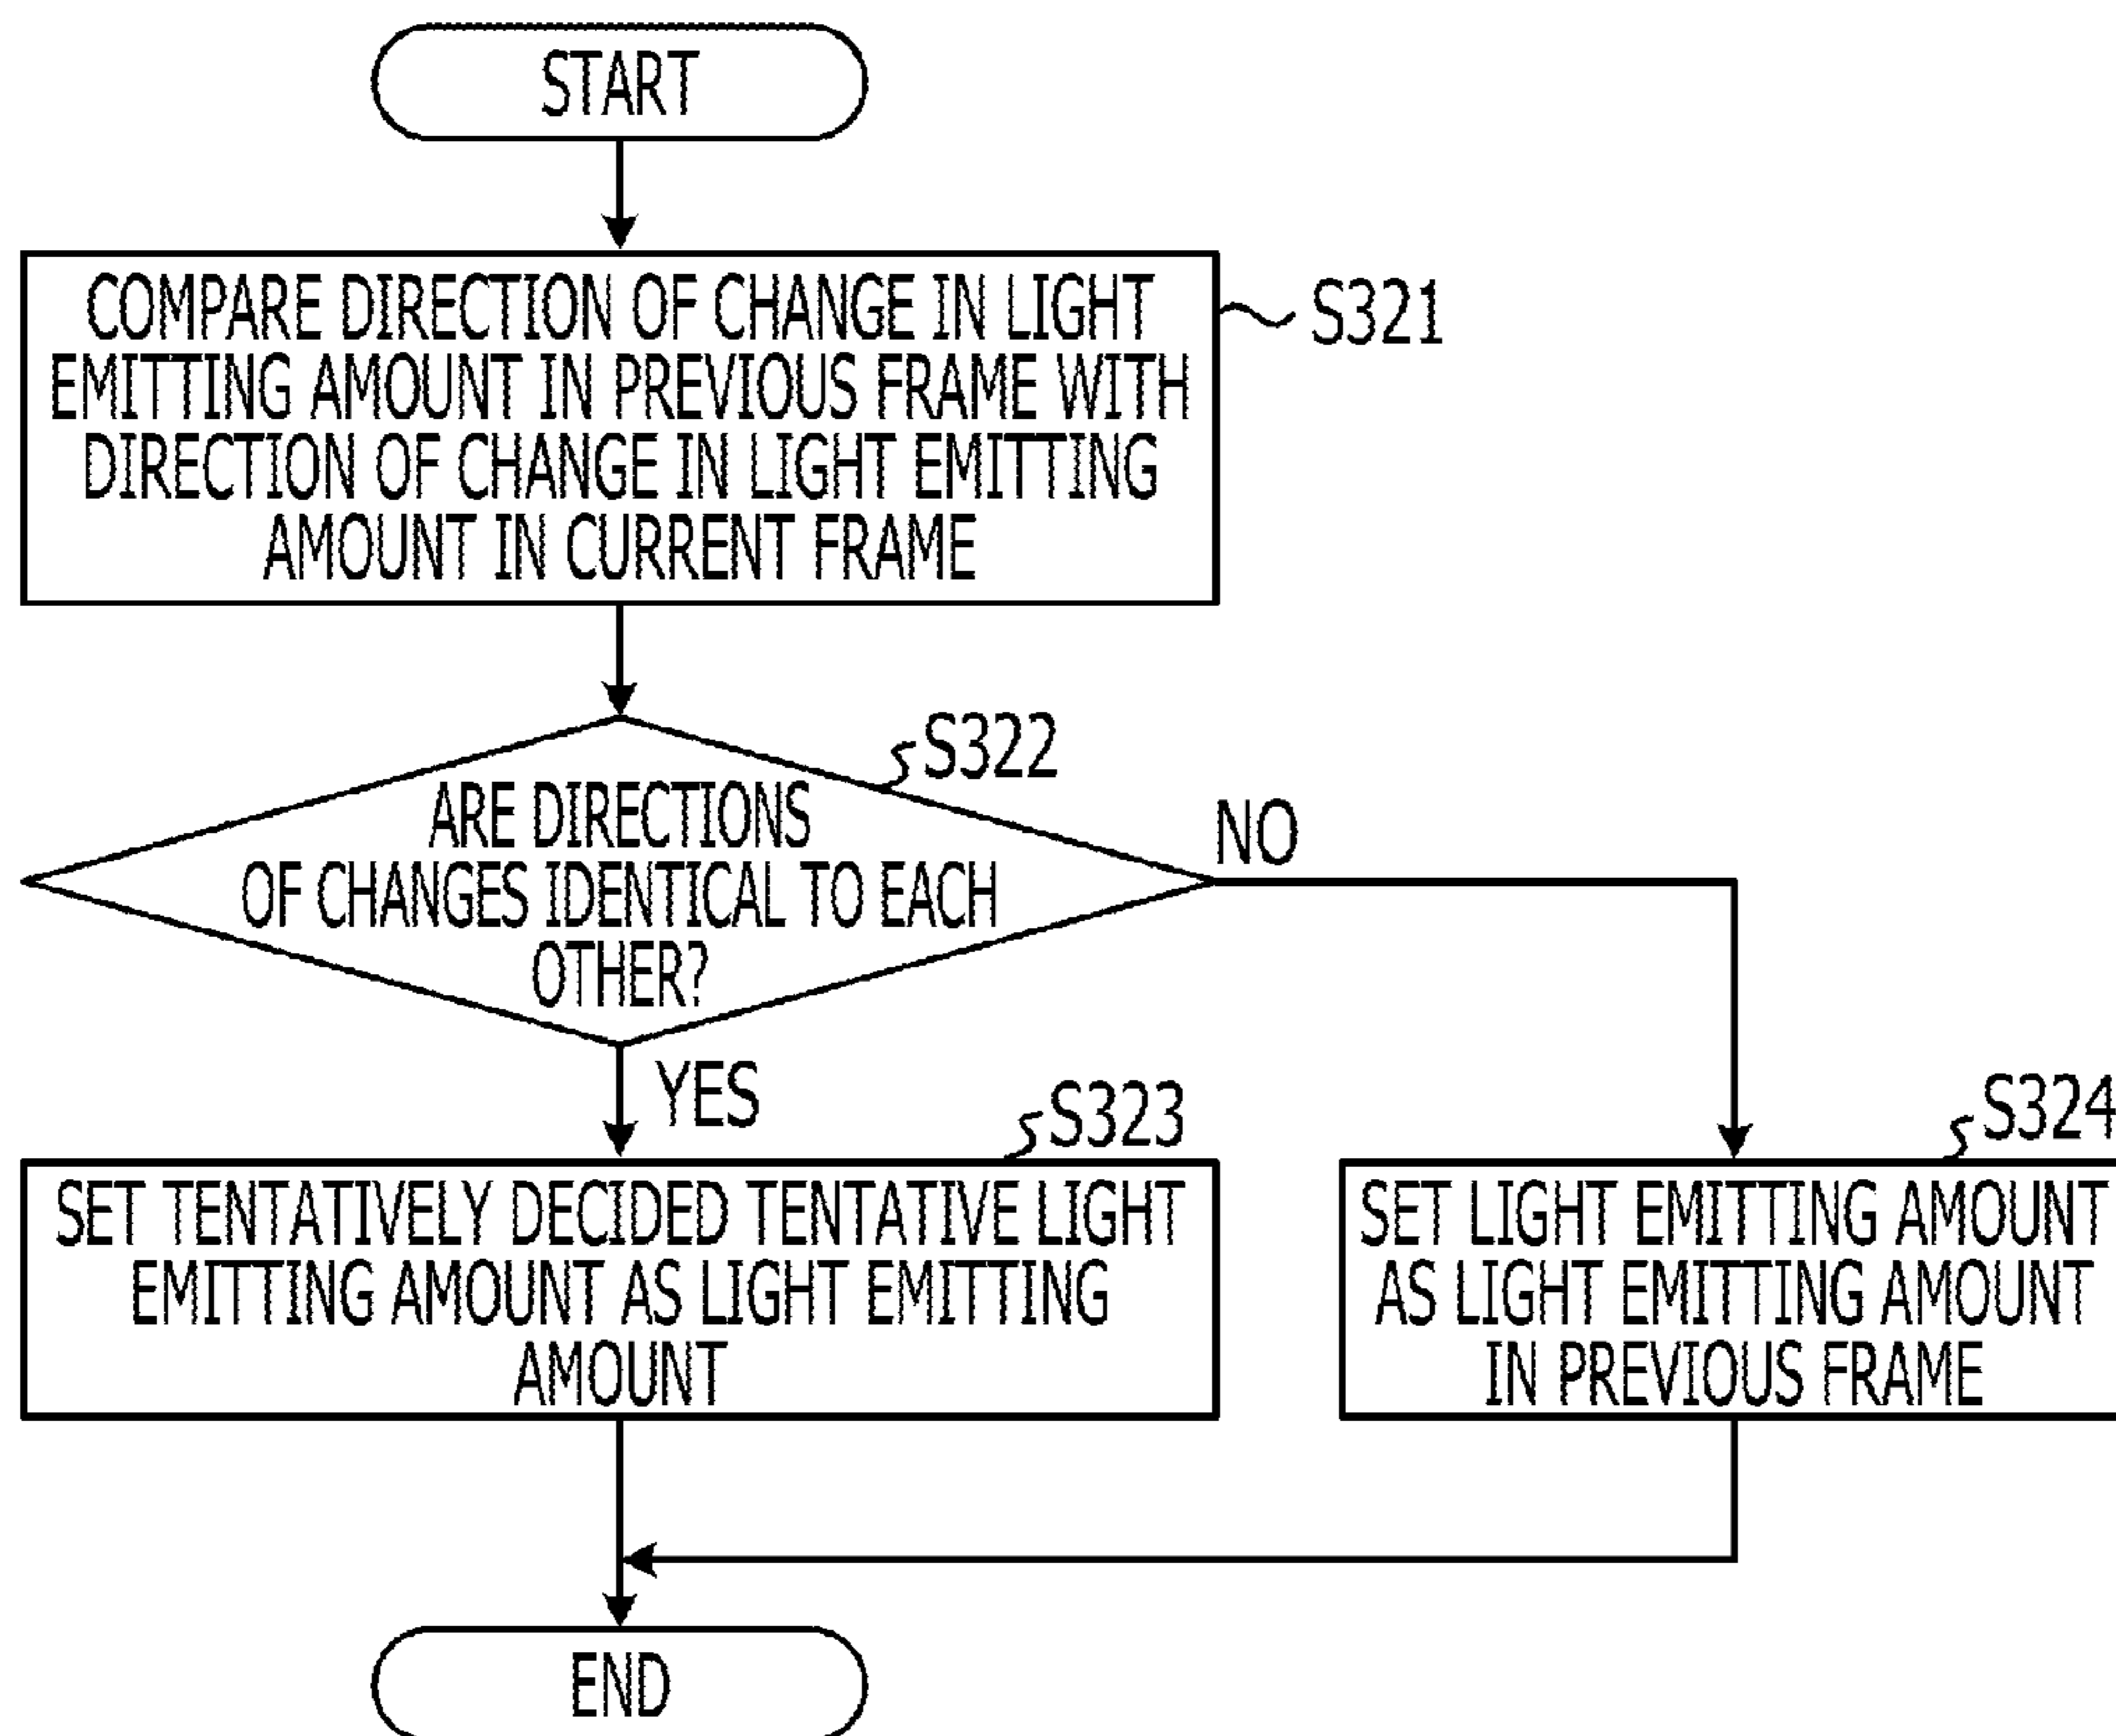 START
COMPARE DIRECTION OF CHANGE IN LIGHT
EMITTING AMOUNT IN PREVIOUS FRAME WITH
DIRECTION OF CHANGE IN LIGHT EMITTING
AMOUNT IN CURRENT FRAME
S321
S322
ARE DIRECTIONS
OF CHANGES IDENTICAL TO EACH
OTHER?
NO
YES
S323
SET TENTATIVELY DECIDED TENTATIVE LIGHT
EMITTING AMOUNT AS LIGHT EMITTING
AMOUNT
S324
SET LIGHT EMITTING AMOUNT
AS LIGHT EMITTING AMOUNT
IN PREVIOUS FRAME
END